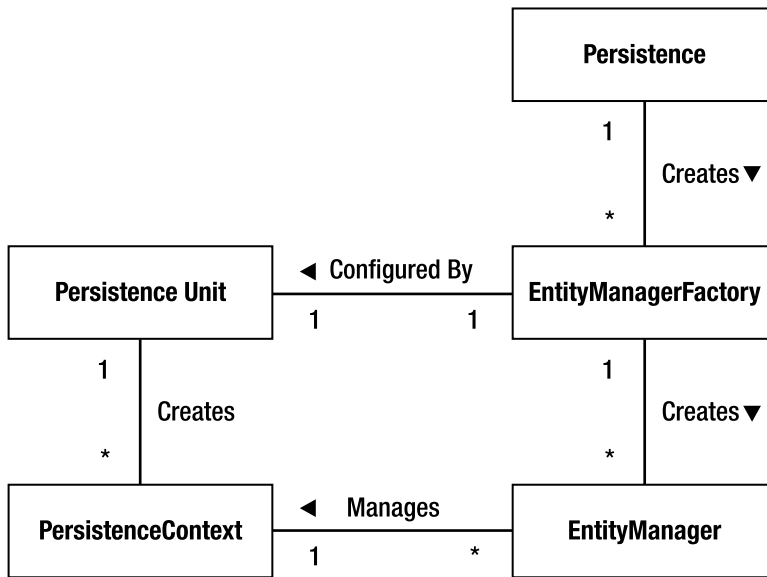 Persistence
1
Creates ▼
*
Persistence Unit
◄ Configured By
EntityManagerFactory
1 1
1
Creates
*
1
Creates ▼
*
PersistenceContext
◄ Manages
EntityManager
1 *